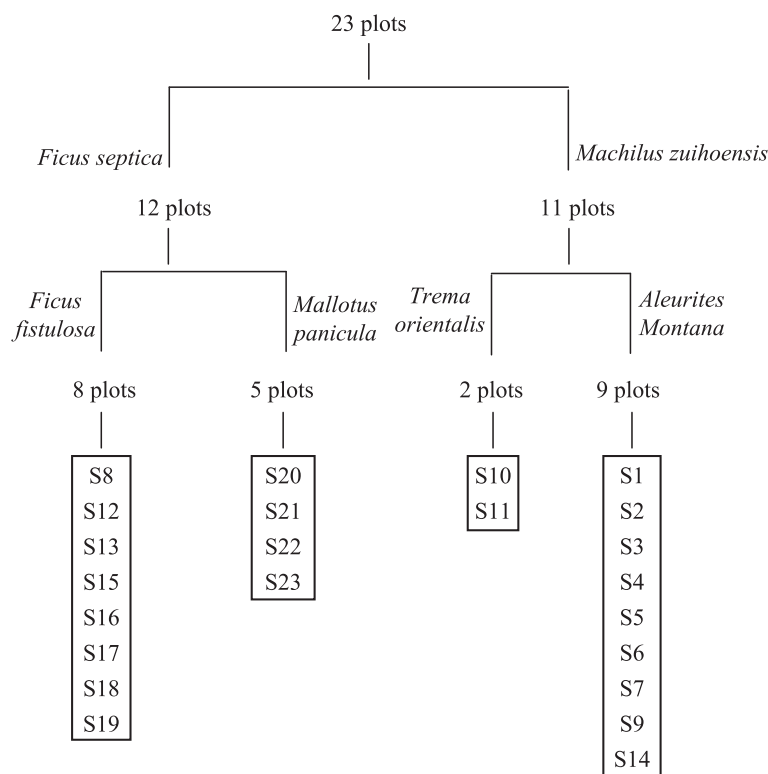 23 plots
Ficus septica
Machilus zuihoensis
12 plots
11 plots
Ficus
fistulosa
Mallotus
panicula
Trema
orientalis
Aleurites
Montana
8 plots
5 plots
2 plots
9 plots
S8
S12
S13
S15
S16
S17
S18
S19
S20
S21
S22
S23
S10
S11
S1
S2
S3
S4
S5
S6
S7
S9
S14